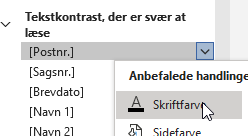 Tekstkontrast, der er svær at
læse
[Postnr.]
[Sagsnr.]
[Brevdato]
[Navn 1]
[Navn 2]
Anbefalede handlinge
Skriftfarve
Sidefarve